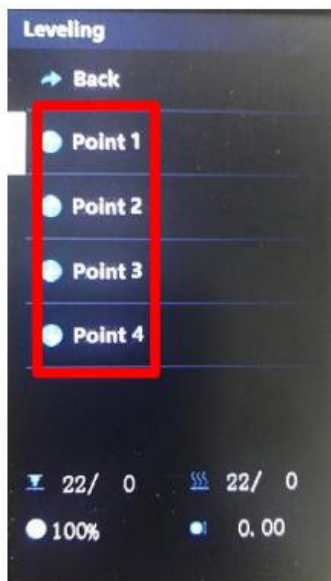 Leveling
Back
Point 1
Point 2
Point 3
Point 4
22/ 0 22/ 0
100% 0.00